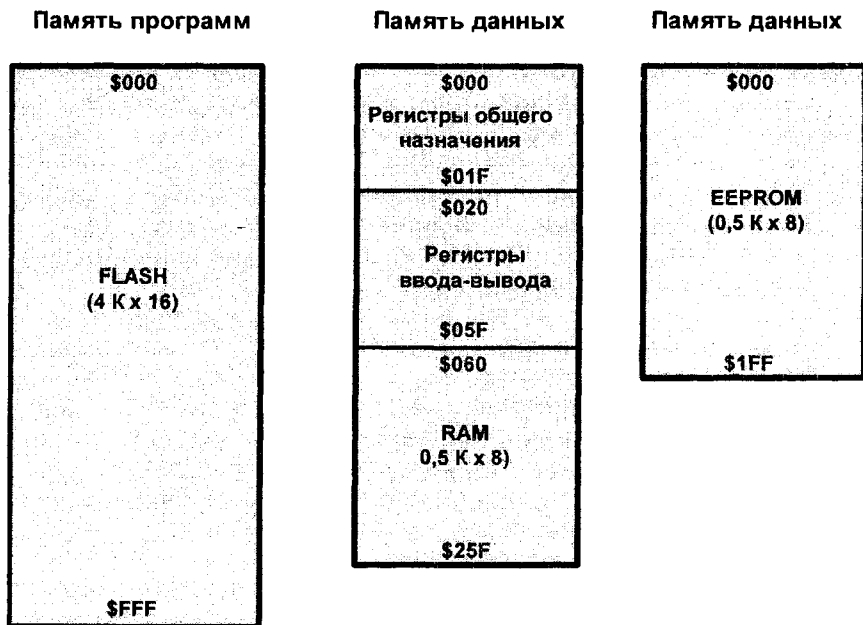 Память программ
$000
FLASH
(4 К x 16)
$FFF
Память данных
$000
Регистры общего
назначения
$01F
$020
Регистры
ввода-вывода
$05F
$060
RAM
0,5 К x 8)
$25F
Память данных
$000
EEPROM
(0,5 К x 8)
$1FF